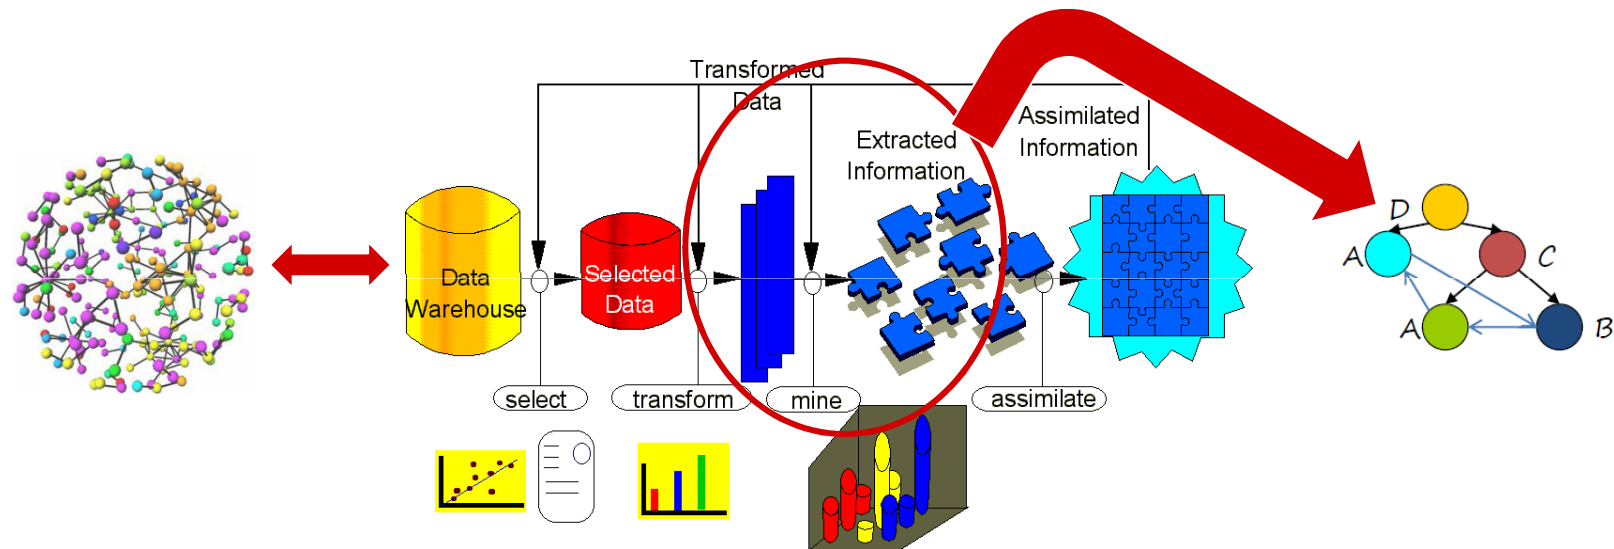 Transformed
Data
Extracted
Information
Assimilated
Information
Data
Warehouse
Selected
Data
select
transform
mine
assimilate
D
A
C
A
B